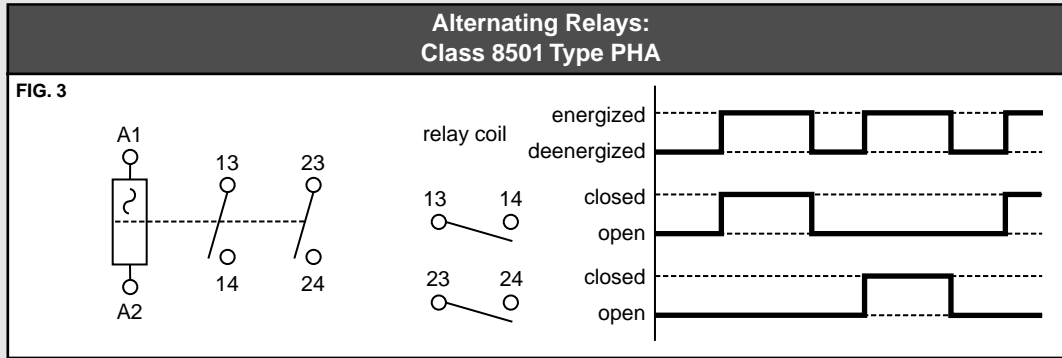 Alternating Relays:
Class 8501 Type PHA
FIG. 3
A1
13
23
14
24
A2
relay coil
energized
deenergized
13
14
closed
open
23
24
closed
open